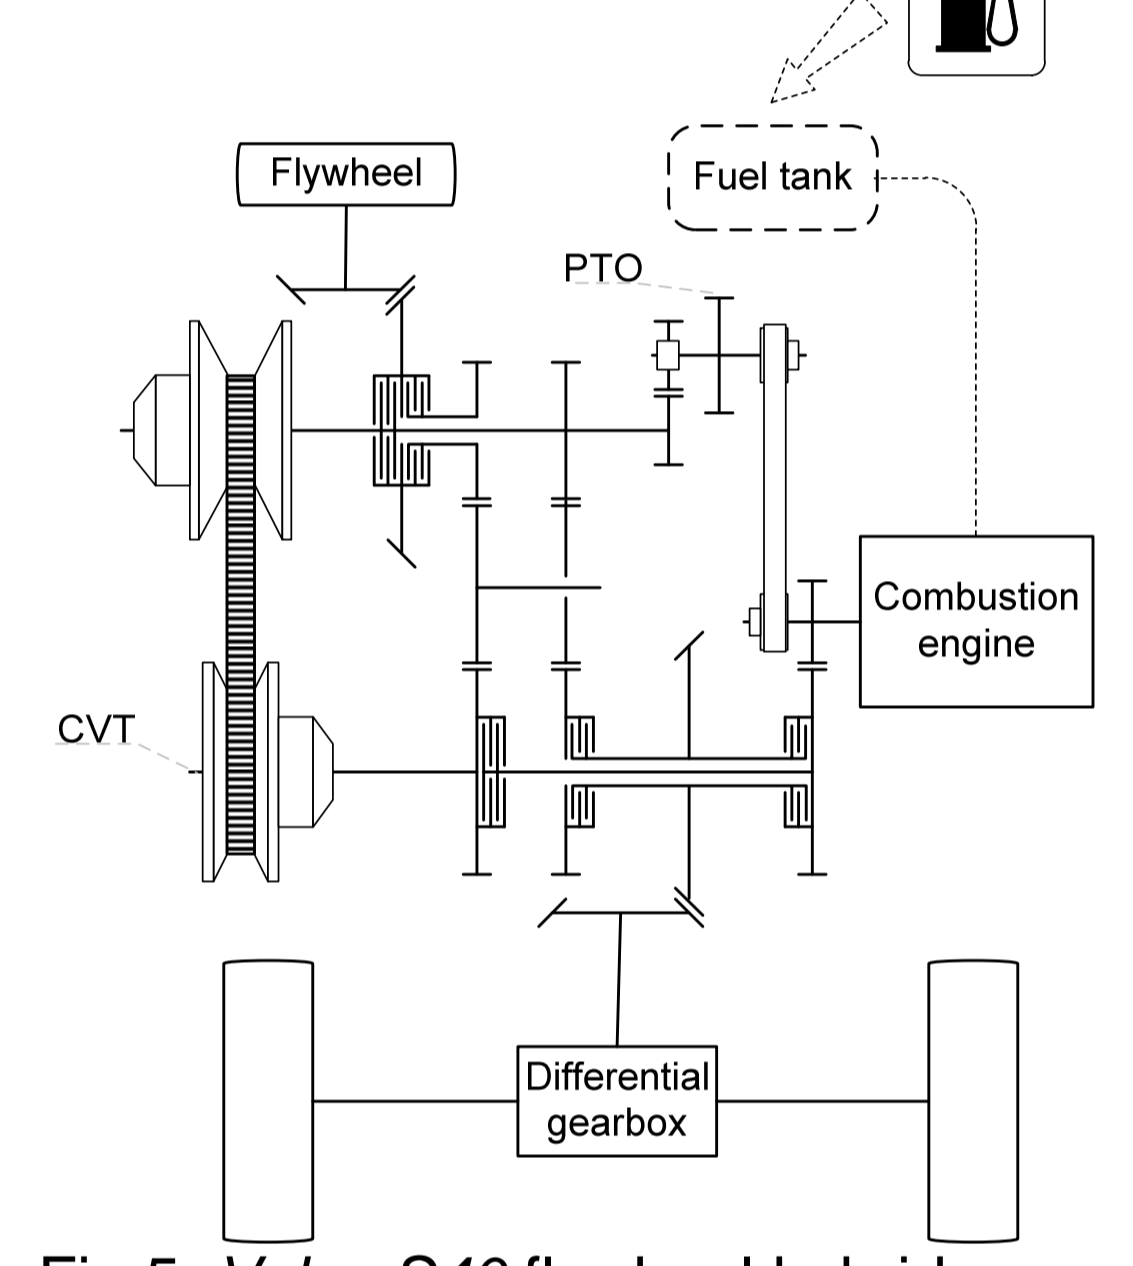 Flywheel
Fuel tank
PTO
Combustion
engine
CVT
Differential
gearbox